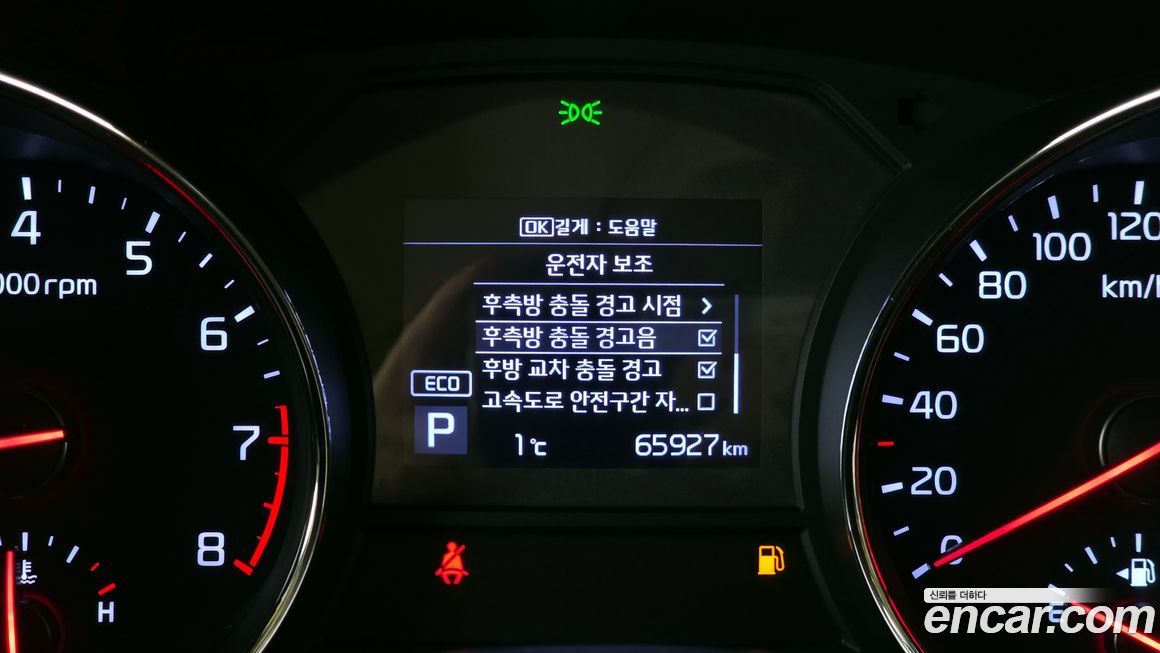 OK길게 : 도움말
운전자 보조
후측방 충돌 경고 시점 >
후측방 충돌 경고음
후방 교차 충돌 경고
고속도로 안전구간 자...
ECO
P
1℃ 65927 km
4
5
6
7
8
000rpm
H
120
100
80
60
40
20
0
km/h
E
신뢰를 더하다
encar.com